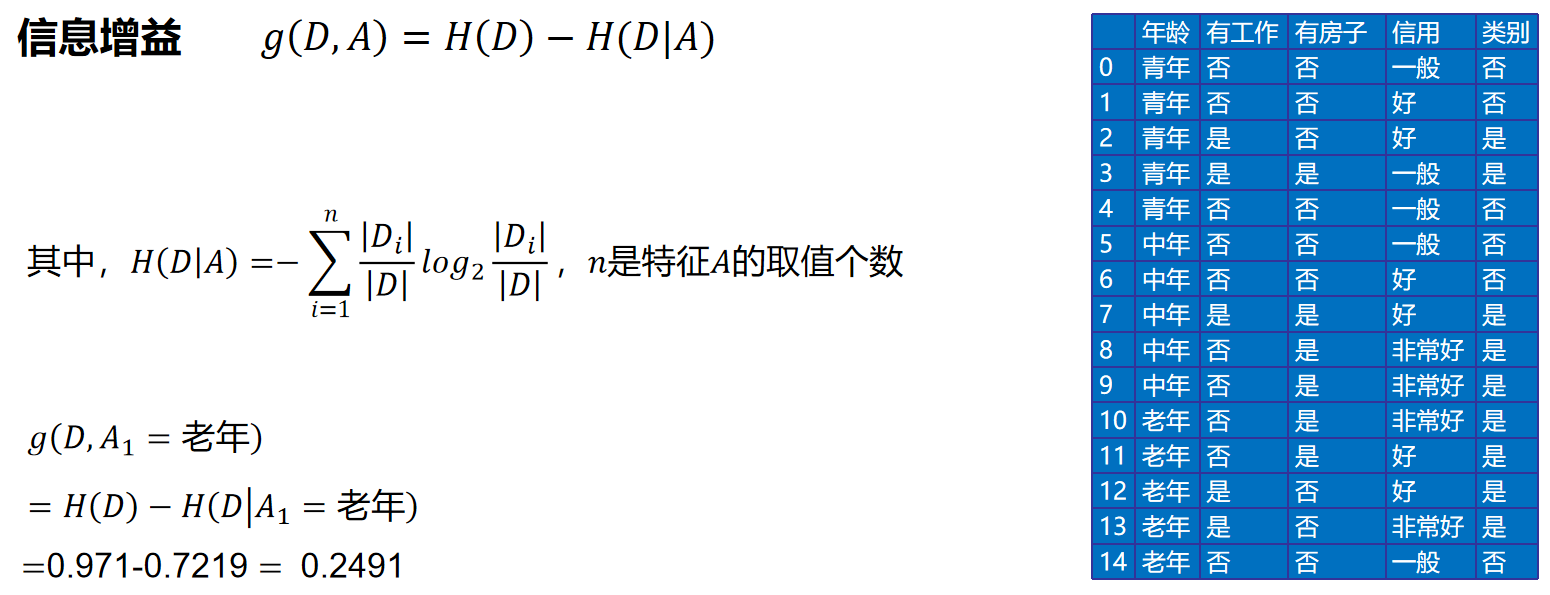 信息增益 g(D, A) = H(D) − H(D|A)
其中，H(D|A) =− ∑_{i=1}^{n} |D_i|/|D| log_2 |D_i|/|D| ，n是特征A的取值个数
g(D, A_1 = 老年)
= H(D) − H(D|A_1 = 老年)
=0.971-0.7219 = 0.2491
年龄 有工作 有房子 信用 类别
0 青年 否 否 一般 否
1 青年 否 否 好 否
2 青年 是 否 好 是
3 青年 是 是 一般 是
4 青年 否 否 一般 否
5 中年 否 否 一般 否
6 中年 否 否 好 否
7 中年 是 是 好 是
8 中年 否 是 非常好 是
9 中年 否 是 非常好 是
10 老年 否 是 非常好 是
11 老年 否 是 好 是
12 老年 是 否 好 是
13 老年 是 否 非常好 是
14 老年 否 否 一般 否